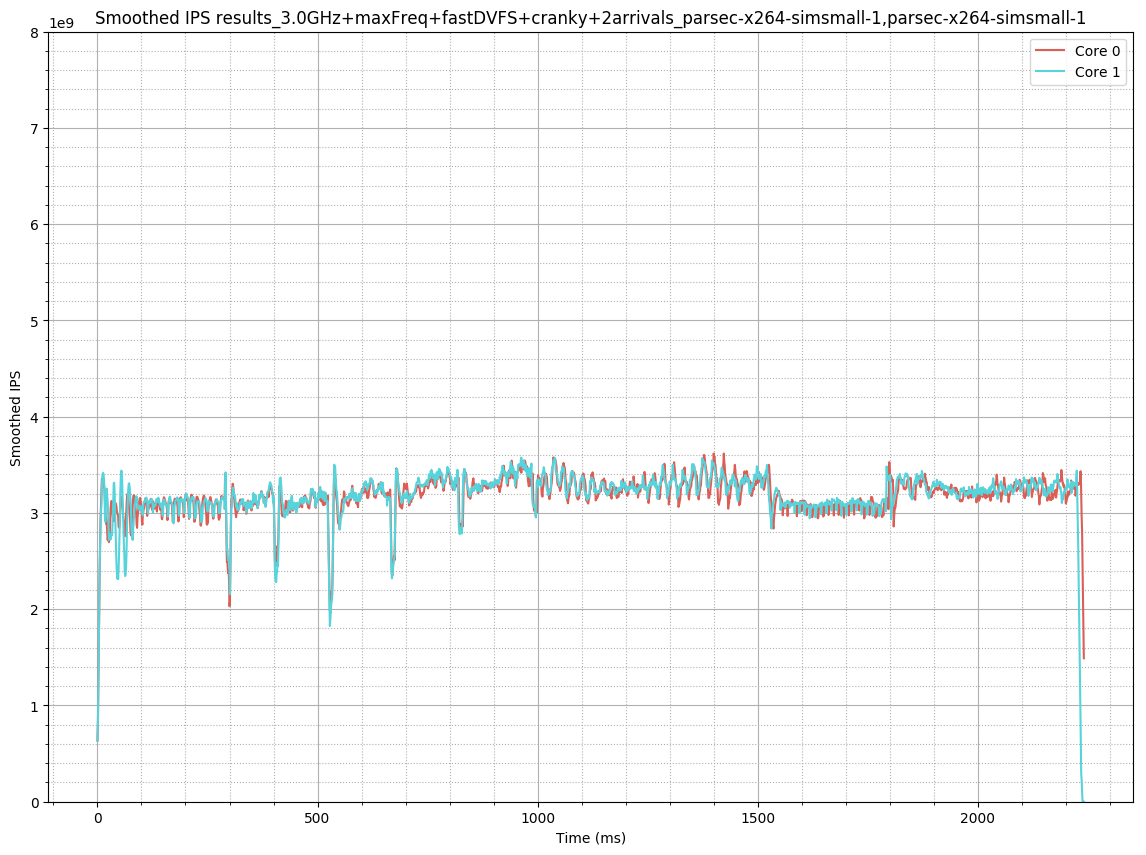 Smoothed IPS results_3.0GHz+maxFreq+fastDVFS+cranky+2arrivals_parsec-x264-simsmall-1,parsec-x264-simsmall-1
1e9
Core 0
Core 1
8
7
6
5
4
3
2
1
0
Smoothed IPS
0 500 1000 1500 2000
Time (ms)